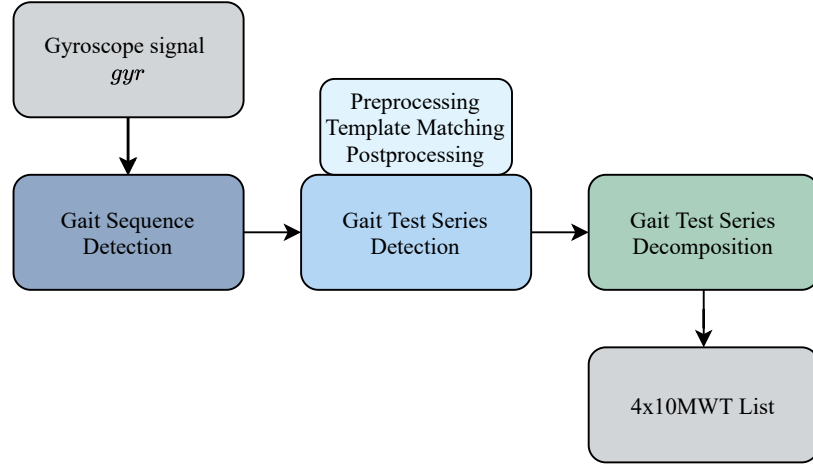 Gyroscope signal
gyr
Preprocessing
Template Matching
Postprocessing
Gait Sequence
Detection
Gait Test Series
Detection
Gait Test Series
Decomposition
4x10MWT List